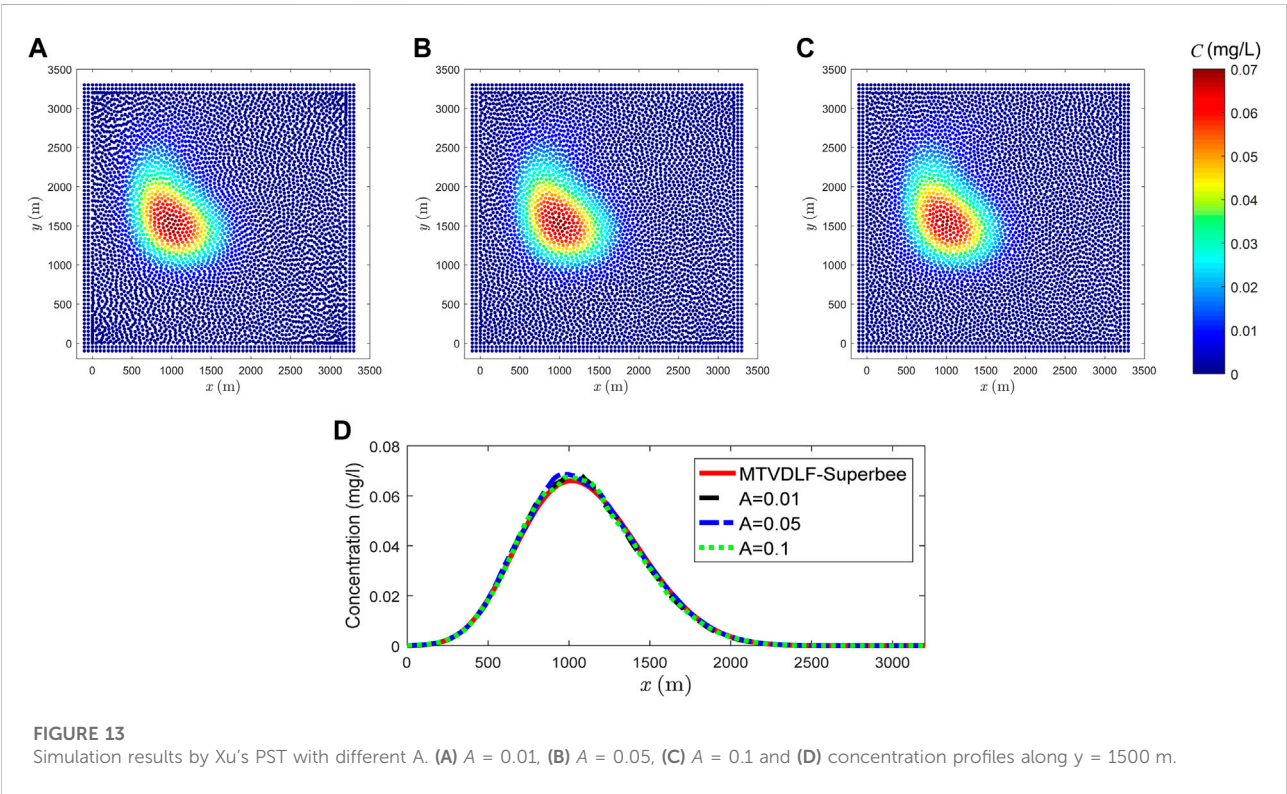 A
B
C
C (mg/L)
3500
3000
2500
2000
1500
1000
500
0
y (m)
0 500 1000 1500 2000 2500 3000 3500
x (m)
3500
3000
2500
2000
1500
1000
500
0
y (m)
0 500 1000 1500 2000 2500 3000 3500
x (m)
3500
3000
2500
2000
1500
1000
500
0
y (m)
0 500 1000 1500 2000 2500 3000 3500
x (m)
0.07
0.06
0.05
0.04
0.03
0.02
0.01
0
D
0.08
0.06
0.04
0.02
0
Concentration (mg/l)
MTVDLF-Superbee
A=0.01
A=0.05
A=0.1
0 500 1000 1500 2000 2500 3000
x (m)
FIGURE 13
Simulation results by Xu's PST with different A. (A) A = 0.01, (B) A = 0.05, (C) A = 0.1 and (D) concentration profiles along y = 1500 m.